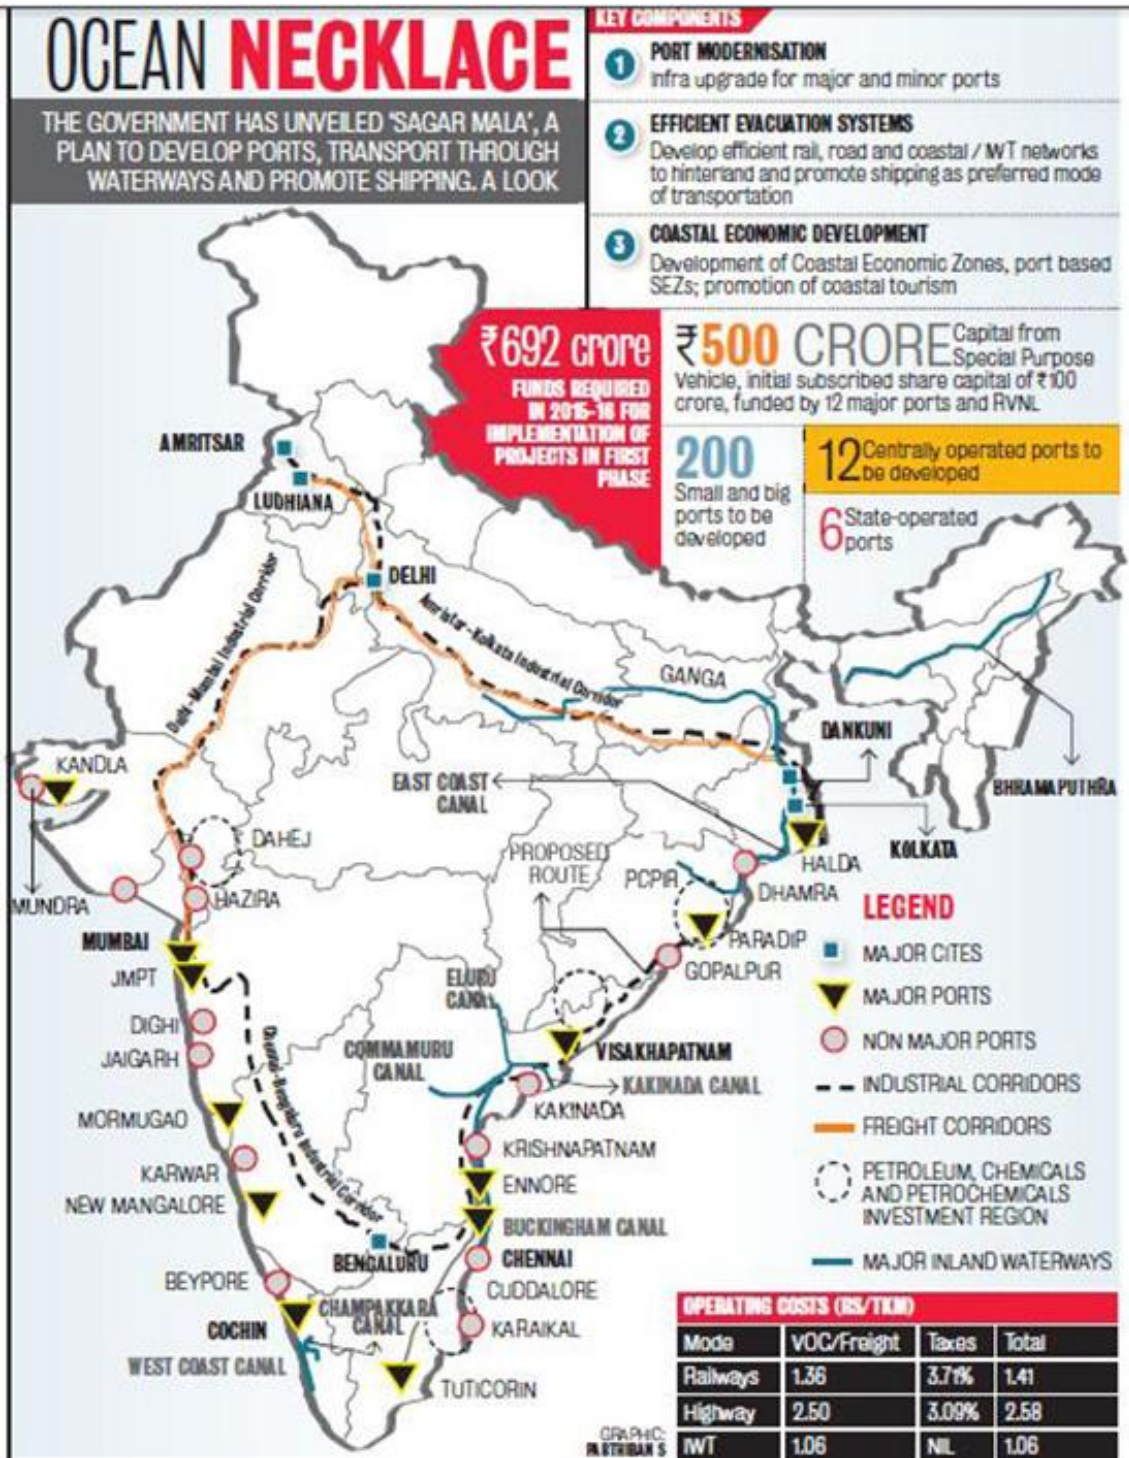 OCEAN NECKLACE
THE GOVERNMENT HAS UNVEILED 'SAGAR MALA', A
PLAN TO DEVELOP PORTS, TRANSPORT THROUGH
WATERWAYS AND PROMOTE SHIPPING. A LOOK
KEY COMPONENTS
1 PORT MODERNISATION
Infra upgrade for major and minor ports
2 EFFICIENT EVACUATION SYSTEMS
Develop efficient rail, road and coastal / IWT networks
to hinterland and promote shipping as preferred mode
of transportation
3 COASTAL ECONOMIC DEVELOPMENT
Development of Coastal Economic Zones, port based
SEZs; promotion of coastal tourism
₹692 crore
FUNDS REQUIRED
IN 2015-16 FOR
IMPLEMENTATION OF
PROJECTS IN FIRST
PHASE
₹500 CRORE Capital from
Special Purpose
Vehicle, initial subscribed share capital of ₹100
crore, funded by 12 major ports and RVNL
200
Small and big
ports to be
developed
12 Centrally operated ports to
be developed
6 State-operated
ports
AMRITSAR
LUDHIANA
DELHI
Delhi-Mumbai Industrial Corridor
Amristar-Kolkata Industrial Corridor
GANGA
DANKUNI
BHRAMAPUTHRA
KANDLA
EAST COAST
CANAL
KOLKATA
HALDA
DAHEJ
PROPOSED
ROUTE
PCPIR
DHAMRA
MUNDRA
HAZIRA
PARADIP
GOPALPUR
MUMBAI
JMPT
ELURU
CANAL
DIGHI
JAIGARH
COMMAMURU
CANAL
VISAKHAPATNAM
KAKINADA CANAL
KAKINADA
Chennai-Bengaluru Industrial Corridor
MORMUGAO
KARWAR
KRISHNAPATNAM
NEW MANGALORE
ENNORE
BUCKINGHAM CANAL
BENGALURU
CHENNAI
BEYPORE
CUDDALORE
CHAMPAKKARA
CANAL
COCHIN
KARAIKAL
WEST COAST CANAL
TUTICORIN
LEGEND
MAJOR CITES
MAJOR PORTS
NON MAJOR PORTS
INDUSTRIAL CORRIDORS
FREIGHT CORRIDORS
PETROLEUM, CHEMICALS
AND PETROCHEMICALS
INVESTMENT REGION
MAJOR INLAND WATERWAYS
OPERATING COSTS (RS/TKM)
Mode VOC/Freight Taxes Total
Railways 1.36 3.71% 1.41
Highway 2.50 3.09% 2.58
IWT 1.06 NIL 1.06
GRAPHIC:
PARTHIBAN S